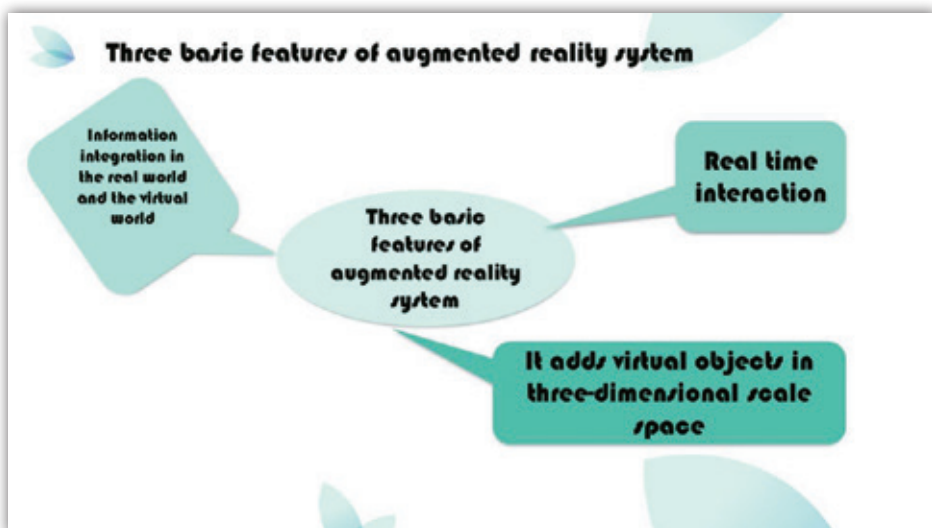 Three basic features of augmented reality system
Information
integration in
the real world
and the virtual
world
Three basic
features of
augmented reality
system
Real time
interaction
It adds virtual objects in
three-dimensional scale
space